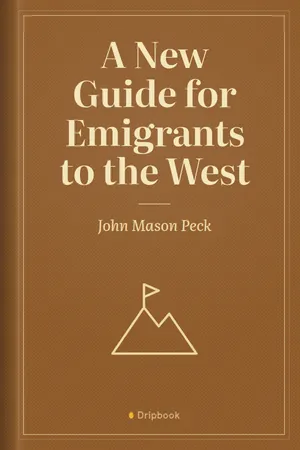 A New
Guide for
Emigrants
to the West
John Mason Peck
Dripbook